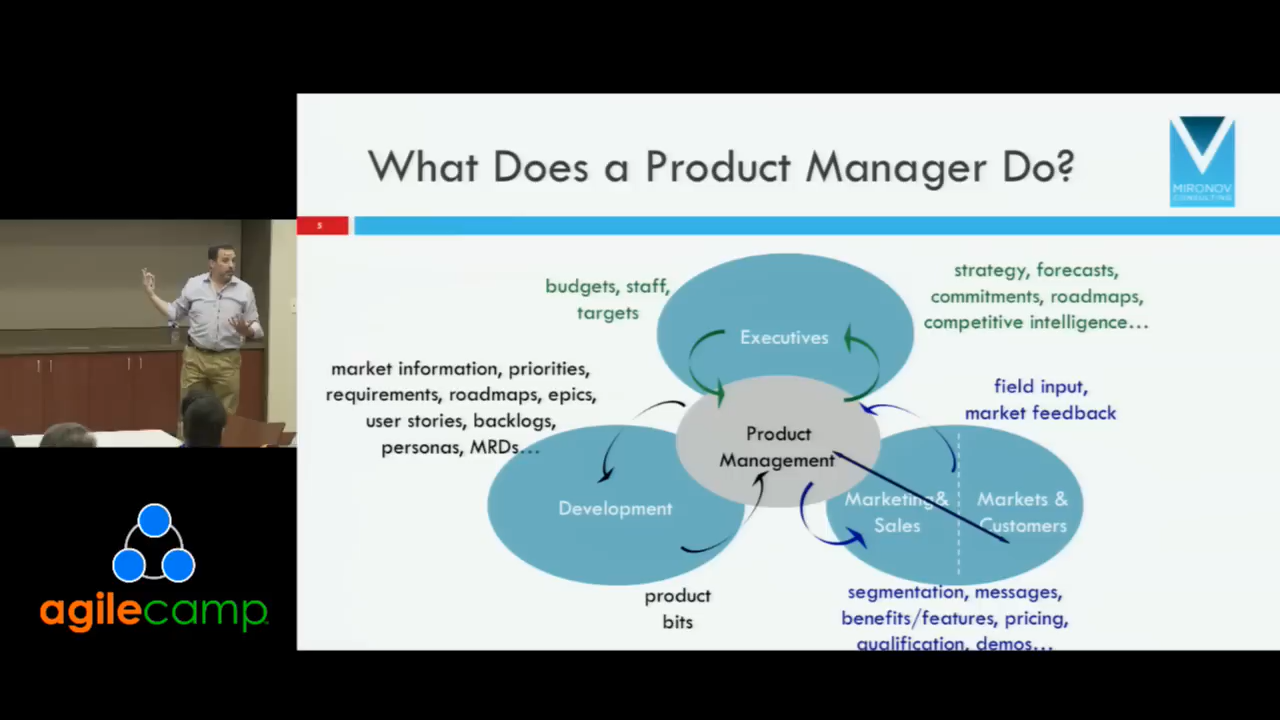 What Does a Product Manager Do?
MIRONOV
CONSULTING
5
budgets, staff,
targets
strategy, forecasts,
commitments, roadmaps,
competitive intelligence…
Executives
market information, priorities,
requirements, roadmaps, epics,
user stories, backlogs,
personas, MRDs…
field input,
market feedback
Product
Management
Development
Marketing&
Sales
Markets &
Customers
product
bits
segmentation, messages,
benefits/features, pricing,
qualification, demos…
agilecamp